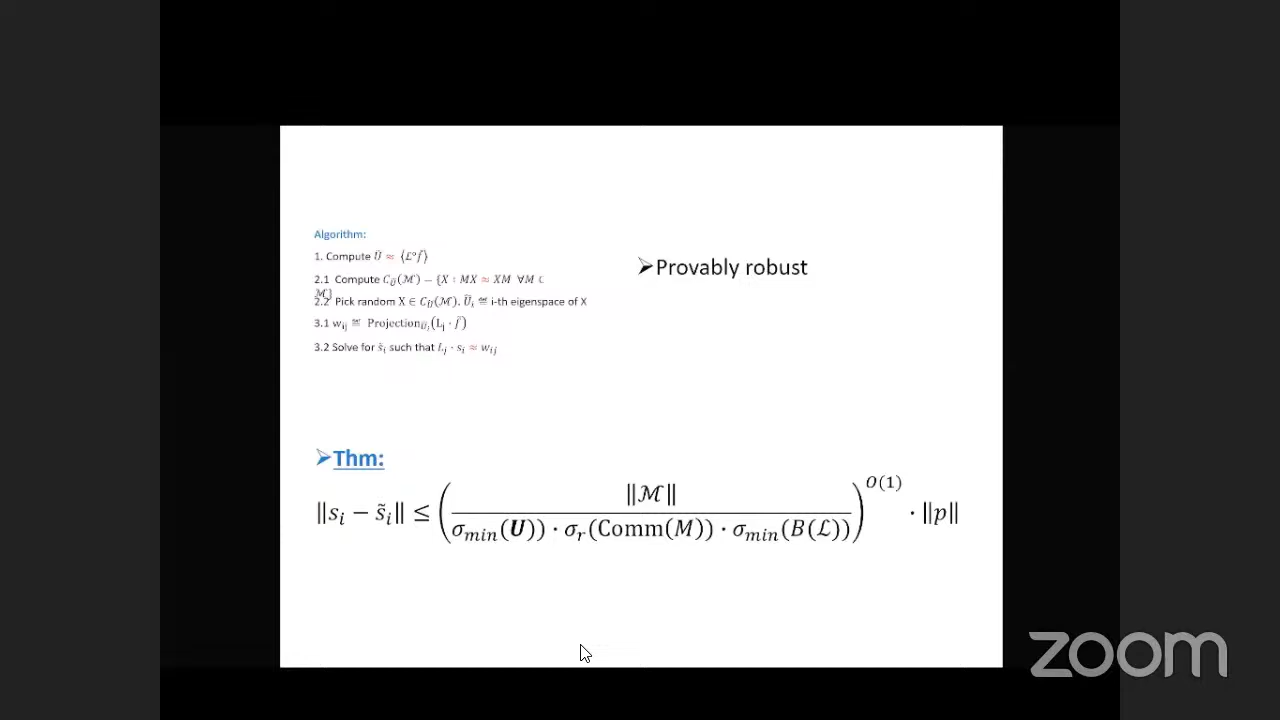 Algorithm:
1. Compute Ũ ≈ ⟨ℒ∘f̃⟩
2.1 Compute C_Ũ(ℳ) − {X : MX ≈ XM ∀M ∈
ℳ}
2.2 Pick random X ∈ C_Ũ(ℳ). Ũ_i ≅ i-th eigenspace of X
3.1 w_ij ≅ Projection_Ũ_i(L_j · f̃)
3.2 Solve for s̃_i such that L_j · s_i ≈ w_ij
➢Provably robust
➢Thm:
‖s_i − s̃_i‖ ≤ (‖ℳ‖ / σ_min(U)) · σ_r(Comm(M)) · σ_min(B(ℒ)))^O(1) · ‖p‖
zoom